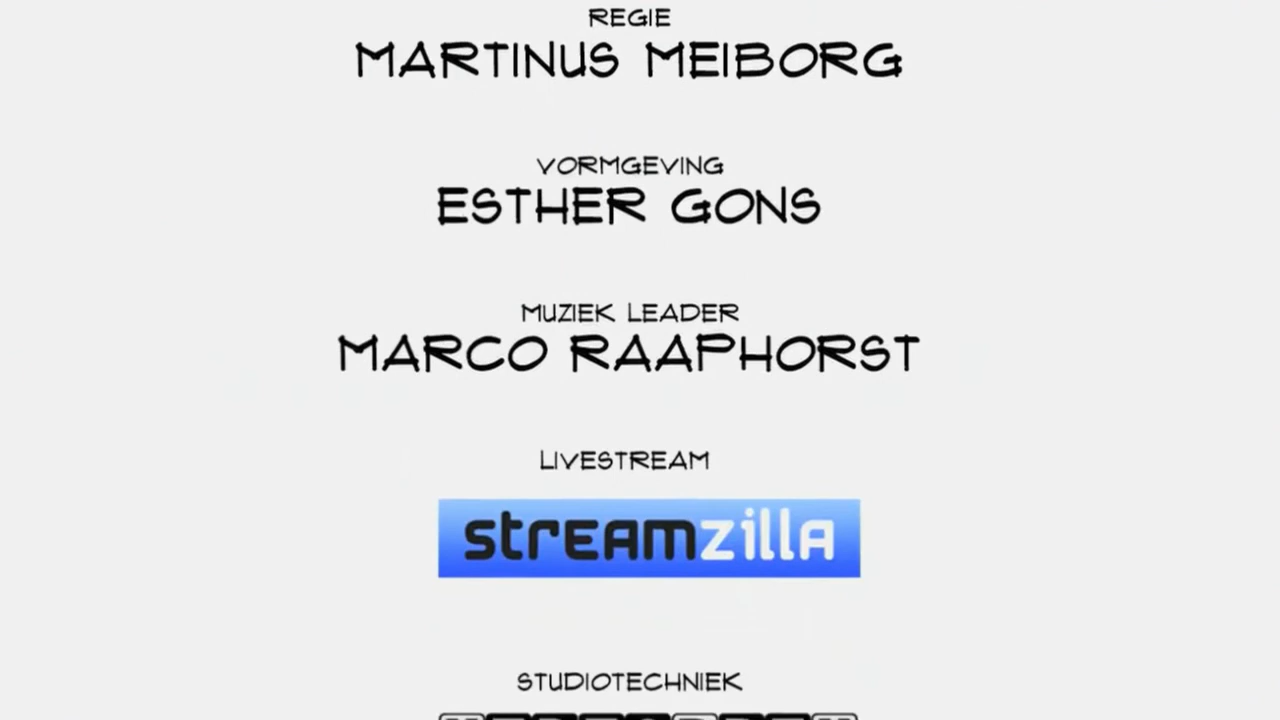 REGIE
MARTINUS MEIBORG
VORMGEVING
ESTHER GONS
MUZIEK LEADER
MARCO RAAPHORST
LIVESTREAM
streamzilla
STUDIOTECHNIEK